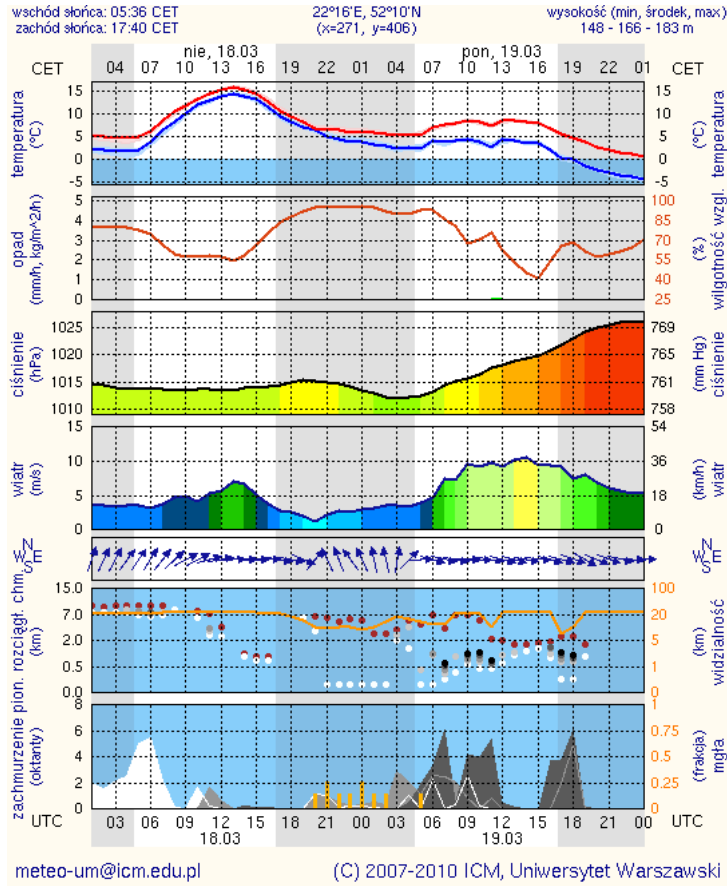 wschód słońca: 05:36 CET 22°16'E, 52°10'N wysokość (min, środek, max)
zachód słońca: 17:40 CET (x=271, y=406) 148 - 166 - 183 m
nie, 18.03 pon, 19.03
CET 04 07 10 13 16 19 22 01 04 07 10 13 16 19 22 01 CET
temperatura (°C) 15 10 5 0 -5 15 10 5 0 -5 (°C) temperatura
opad (mm/h, kg/m^2/h) 5 4 3 2 1 0 100 85 70 55 40 25 (%) wilgotność wzgl.
ciśnienie (hPa) 1025 1020 1015 1010 769 765 761 758 (mm Hg) ciśnienie
wiatr (m/s) 15 10 5 0 54 36 18 0 (km/h) wiatr
N W E S N W E S
pion. rozciągł. chm. (km) 15.0 7.0 2.0 0.5 0.0 100 20 5 1 0 (km) widzialność
zachmurzenie (oktanty) 8 6 4 2 0 1 0.75 0.5 0.25 0 (frakcja) mgła
UTC 03 06 09 12 15 18 21 00 03 06 09 12 15 18 21 00 UTC
18.03 19.03
meteo-um@icm.edu.pl (C) 2007-2010 ICM, Uniwersytet Warszawski